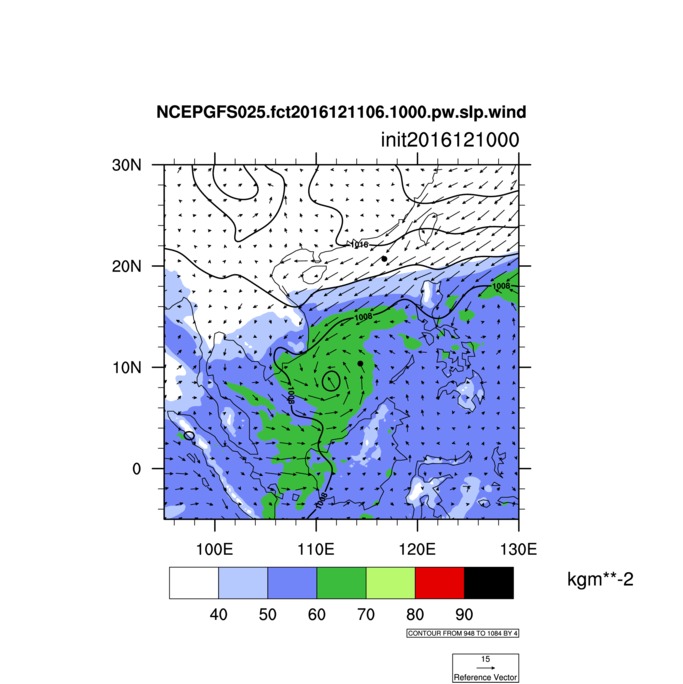 NCEPGFS025.fct2016121106.1000.pw.slp.wind
init2016121000
30N
1016
20N
1008
1008
10N
1008
0
1008
100E 110E 120E 130E
kgm**-2
40 50 60 70 80 90
CONTOUR FROM 948 TO 1084 BY 4
15
Reference Vector